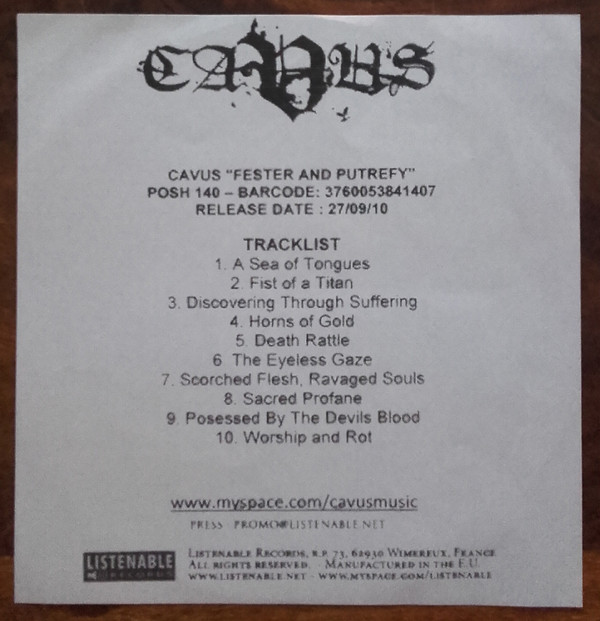 CAVUS
CAVUS "FESTER AND PUTREFY"
POSH 140 – BARCODE: 3760053841407
RELEASE DATE : 27/09/10
TRACKLIST
1. A Sea of Tongues
2. Fist of a Titan
3. Discovering Through Suffering
4. Horns of Gold
5. Death Rattle
6. The Eyeless Gaze
7. Scorched Flesh, Ravaged Souls
8. Sacred Profane
9. Posessed By The Devils Blood
10. Worship and Rot
www.myspace.com/cavusmusic
PRESS PROMO@LISTENABLE.NET
LISTENABLE
RECORDS
LISTENABLE RECORDS, B.P. 73, 62930 WIMEREUX, FRANCE
ALL RIGHTS RESERVED. - MANUFACTURED IN THE E.U.
WWW.LISTENABLE.NET - WWW.MYSPACE.COM/LISTENABLE